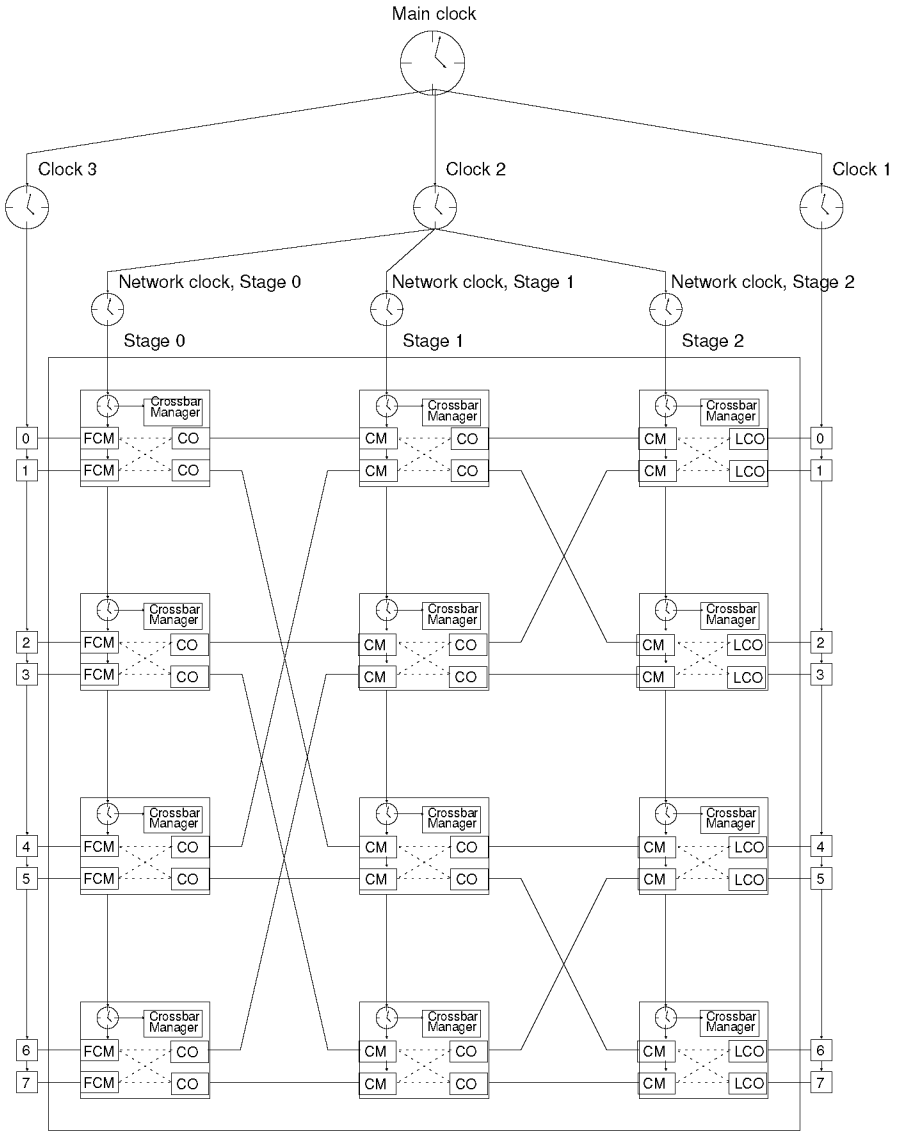 Main clock
Clock 3
Clock 2
Clock 1
Network clock, Stage 0
Network clock, Stage 1
Network clock, Stage 2
Stage 0
Stage 1
Stage 2
Crossbar
Manager
Crossbar
Manager
Crossbar
Manager
0 FCM CO CM CO CM LCO 0
1 FCM CO CM CO CM LCO 1
Crossbar
Manager
Crossbar
Manager
Crossbar
Manager
2 FCM CO CM CO CM LCO 2
3 FCM CO CM CO CM LCO 3
Crossbar
Manager
Crossbar
Manager
Crossbar
Manager
4 FCM CO CM CO CM LCO 4
5 FCM CO CM CO CM LCO 5
Crossbar
Manager
Crossbar
Manager
Crossbar
Manager
6 FCM CO CM CO CM LCO 6
7 FCM CO CM CO CM LCO 7